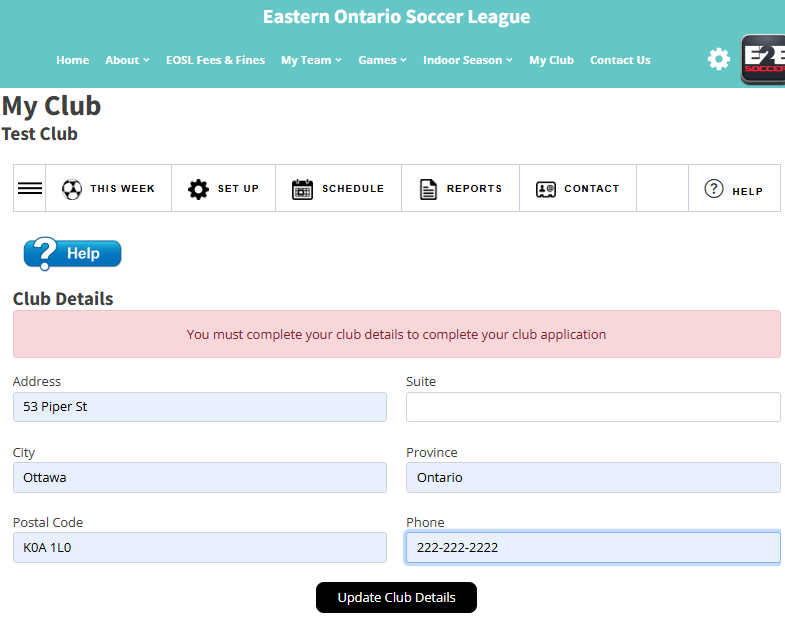 Eastern Ontario Soccer League
Home About EOSL Fees & Fines My Team Games Indoor Season My Club Contact Us
E2E
SOCCER
My Club
Test Club
THIS WEEK SET UP SCHEDULE REPORTS CONTACT ? HELP
? Help
Club Details
You must complete your club details to complete your club application
Address Suite
53 Piper St
City Province
Ottawa Ontario
Postal Code Phone
K0A 1L0 222-222-2222
Update Club Details